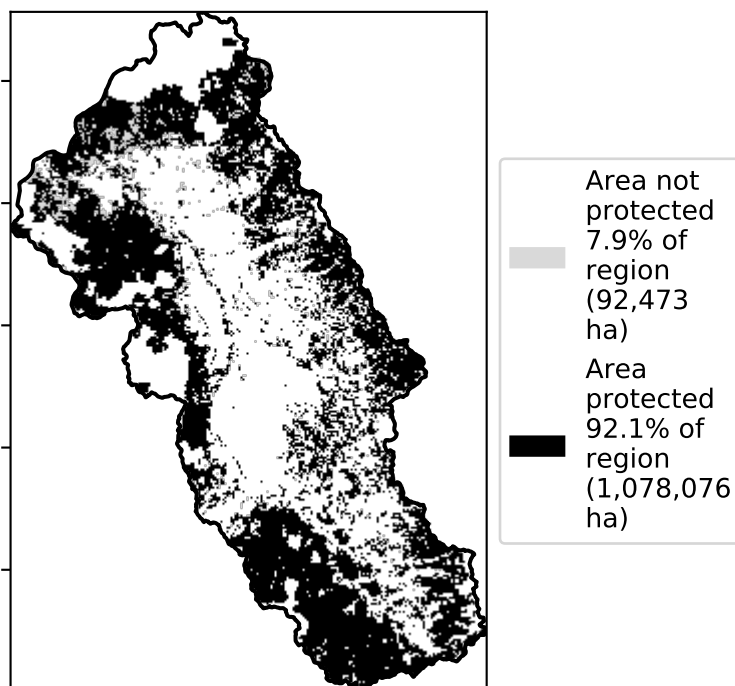 Area not
protected
7.9% of
region
(92,473
ha)
Area
protected
92.1% of
region
(1,078,076
ha)